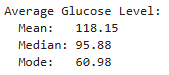 Average Glucose Level:
Mean:   118.15
Median: 95.88
Mode:   60.98